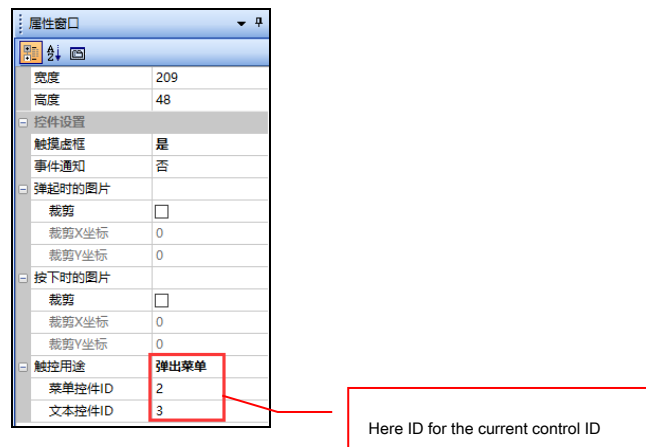 属性窗口
宽度 209
高度 48
控件设置
触摸虚框 是
事件通知 否
弹起时的图片
裁剪
裁剪X坐标 0
裁剪Y坐标 0
按下时的图片
裁剪
裁剪X坐标 0
裁剪Y坐标 0
触控用途 弹出菜单
菜单控件ID 2
文本控件ID 3
Here ID for the current control ID